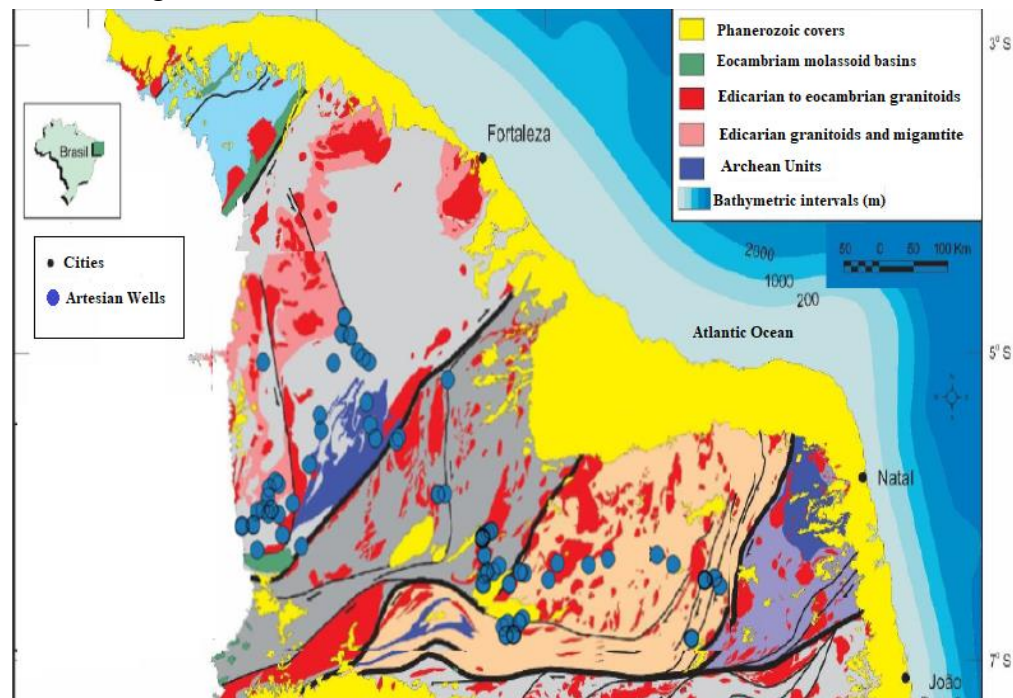 Phanerozoic covers
Eocambriam molassoid basins
Edicarian to eocambrian granitoids
Edicarian granitoids and migamtite
Archean Units
Bathymetric intervals (m)
3° S
Fortaleza
Brasil
Cities
Artesian Wells
50 0 50 100 Km
2000
1000
200
Atlantic Ocean
5° S
N
S
Natal
7° S
João